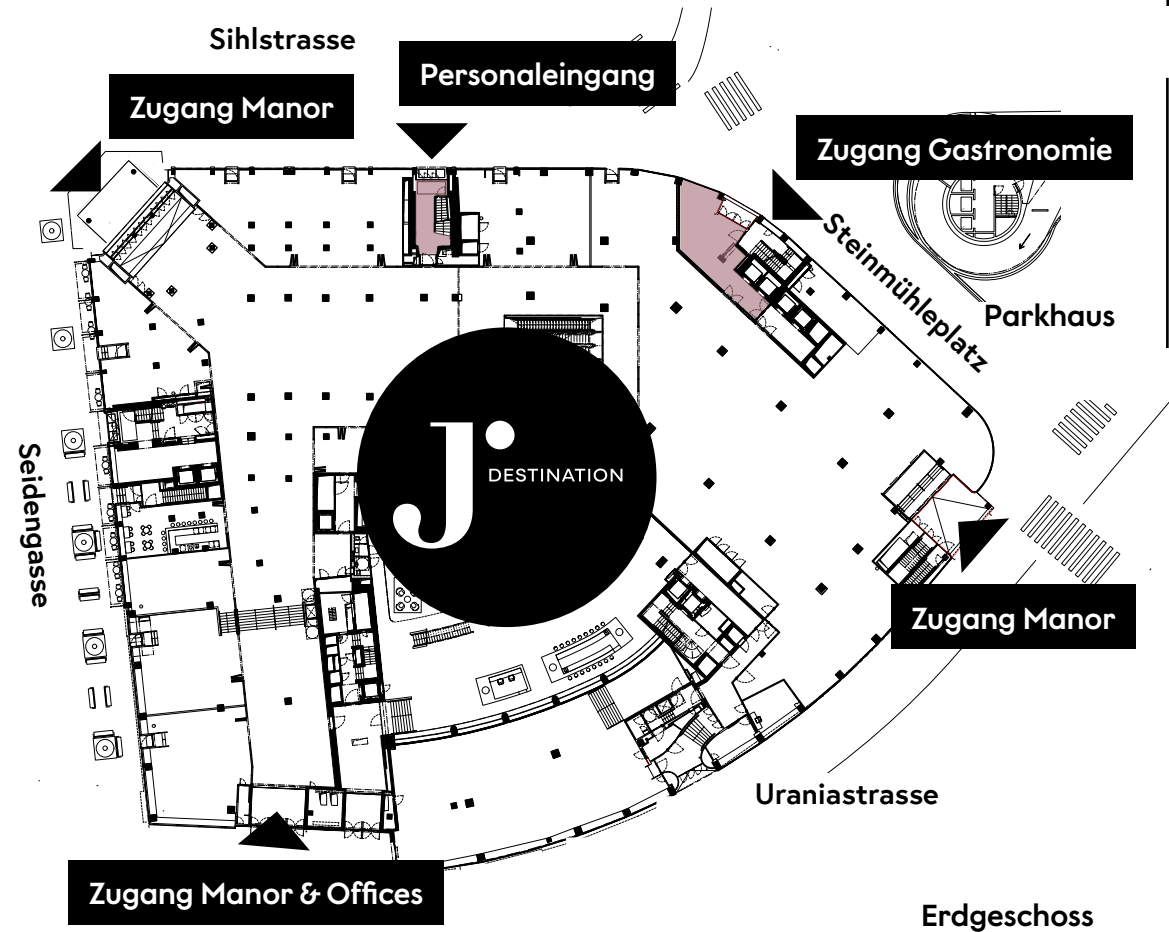 Sihlstrasse
Personaleingang
Zugang Manor
Zugang Gastronomie
Steinmühleplatz
Parkhaus
J
DESTINATION
Seidengasse
Zugang Manor
Uraniastrasse
Zugang Manor & Offices
Erdgeschoss